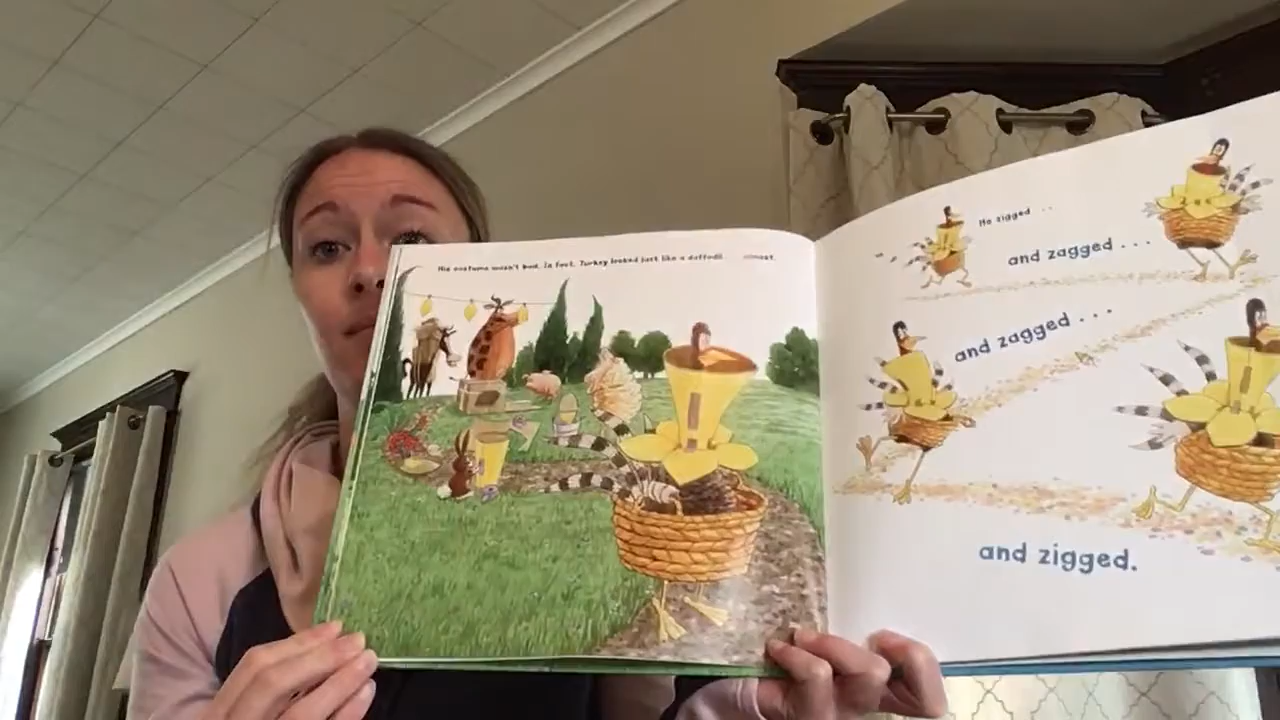 His costume wasn't bad. In fact, Turkey looked just like a daffodil . . . almost.
He zigged . . .
and zagged . . .
and zagged . . .
and zigged.